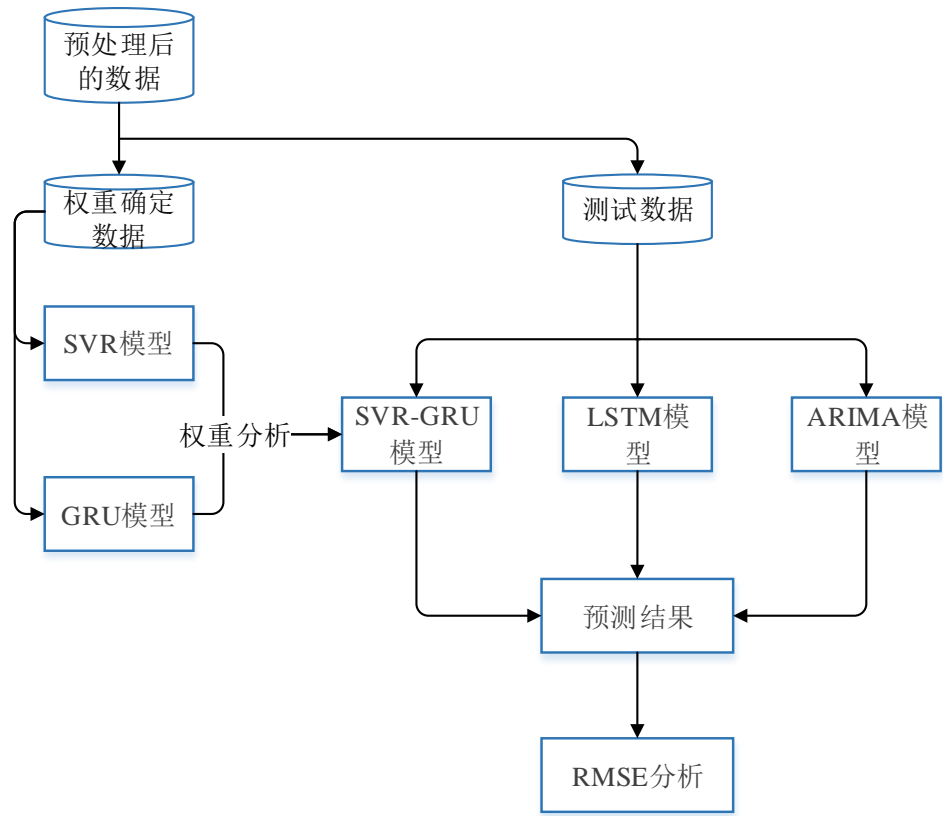 预处理后
的数据
权重确定
数据
测试数据
SVR模型
权重分析
GRU模型
SVR-GRU
模型
LSTM模
型
ARIMA模
型
预测结果
RMSE分析